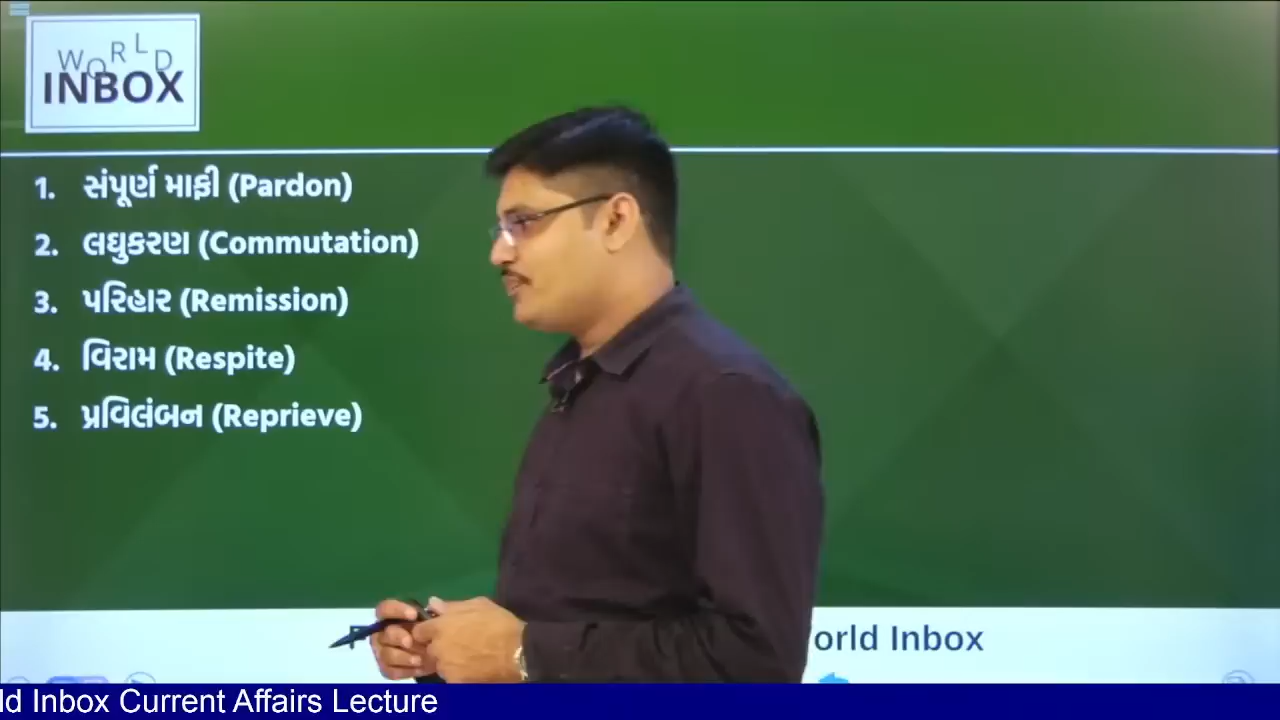 WORLD
INBOX
1. સંપૂર્ણ માફી (Pardon)
2. લઘુકરણ (Commutation)
3. પરિહાર (Remission)
4. વિરામ (Respite)
5. પ્રવિલંબન (Reprieve)
orld Inbox
ld Inbox Current Affairs Lecture